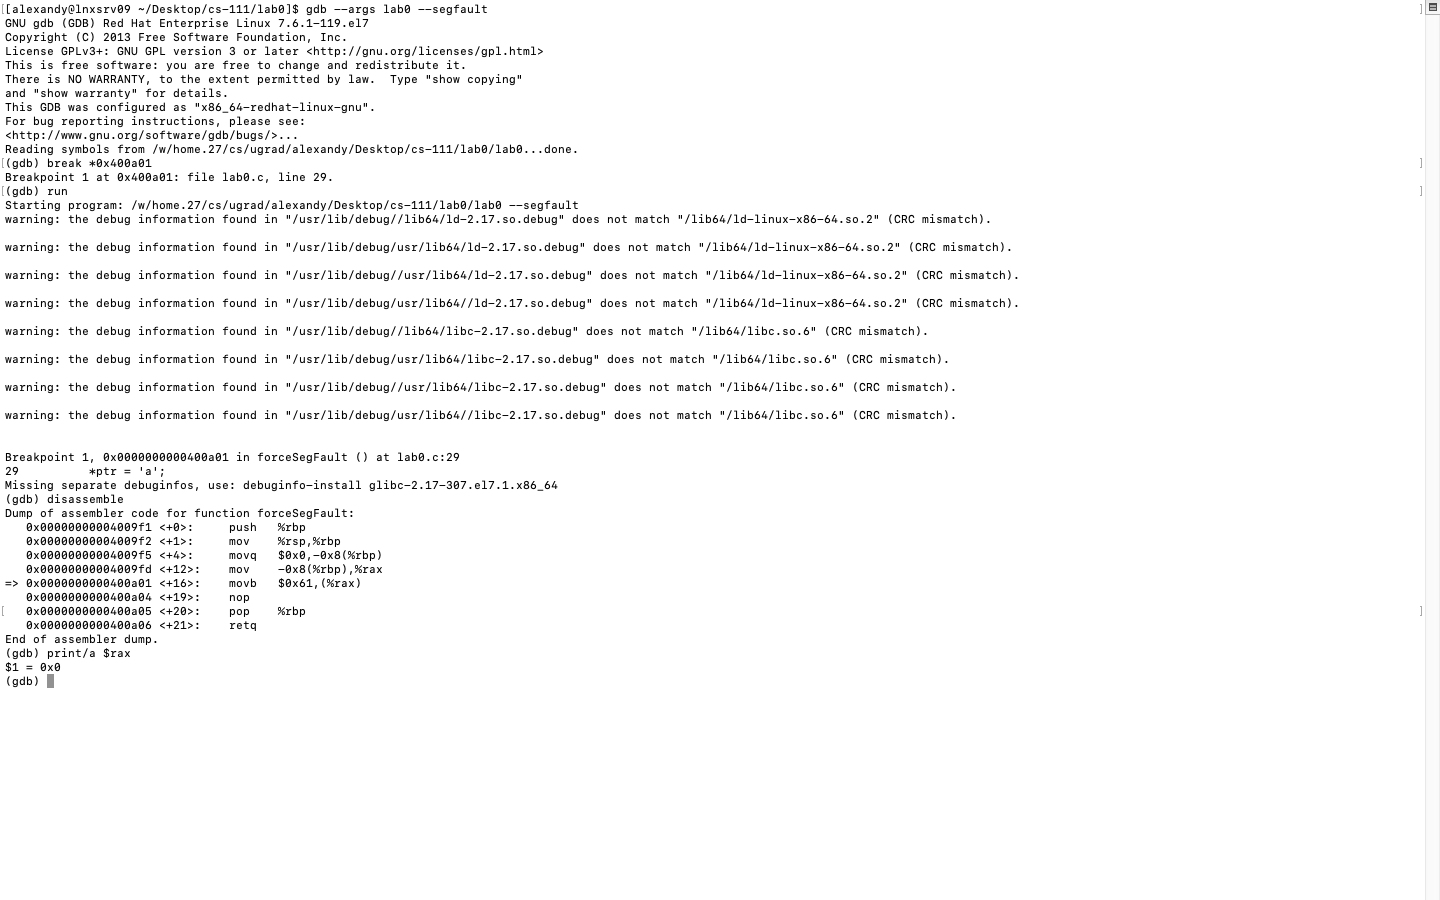 [[alexandy@lnxsrv09 ~/Desktop/cs-111/lab0]$ gdb --args lab0 --segfault ]
GNU gdb (GDB) Red Hat Enterprise Linux 7.6.1-119.el7
Copyright (C) 2013 Free Software Foundation, Inc.
License GPLv3+: GNU GPL version 3 or later <http://gnu.org/licenses/gpl.html>
This is free software: you are free to change and redistribute it.
There is NO WARRANTY, to the extent permitted by law.  Type "show copying"
and "show warranty" for details.
This GDB was configured as "x86_64-redhat-linux-gnu".
For bug reporting instructions, please see:
<http://www.gnu.org/software/gdb/bugs/>...
Reading symbols from /w/home.27/cs/ugrad/alexandy/Desktop/cs-111/lab0/lab0...done.
[(gdb) break *0x400a01 ]
Breakpoint 1 at 0x400a01: file lab0.c, line 29.
[(gdb) run ]
Starting program: /w/home.27/cs/ugrad/alexandy/Desktop/cs-111/lab0/lab0 --segfault
warning: the debug information found in "/usr/lib/debug//lib64/ld-2.17.so.debug" does not match "/lib64/ld-linux-x86-64.so.2" (CRC mismatch).
warning: the debug information found in "/usr/lib/debug/usr/lib64/ld-2.17.so.debug" does not match "/lib64/ld-linux-x86-64.so.2" (CRC mismatch).
warning: the debug information found in "/usr/lib/debug//usr/lib64/ld-2.17.so.debug" does not match "/lib64/ld-linux-x86-64.so.2" (CRC mismatch).
warning: the debug information found in "/usr/lib/debug/usr/lib64//ld-2.17.so.debug" does not match "/lib64/ld-linux-x86-64.so.2" (CRC mismatch).
warning: the debug information found in "/usr/lib/debug//lib64/libc-2.17.so.debug" does not match "/lib64/libc.so.6" (CRC mismatch).
warning: the debug information found in "/usr/lib/debug/usr/lib64/libc-2.17.so.debug" does not match "/lib64/libc.so.6" (CRC mismatch).
warning: the debug information found in "/usr/lib/debug//usr/lib64/libc-2.17.so.debug" does not match "/lib64/libc.so.6" (CRC mismatch).
warning: the debug information found in "/usr/lib/debug/usr/lib64//libc-2.17.so.debug" does not match "/lib64/libc.so.6" (CRC mismatch).
Breakpoint 1, 0x0000000000400a01 in forceSegFault () at lab0.c:29
29          *ptr = 'a';
Missing separate debuginfos, use: debuginfo-install glibc-2.17-307.el7.1.x86_64
(gdb) disassemble
Dump of assembler code for function forceSegFault:
   0x00000000004009f1 <+0>:     push   %rbp
   0x00000000004009f2 <+1>:     mov    %rsp,%rbp
   0x00000000004009f5 <+4>:     movq   $0x0,-0x8(%rbp)
   0x00000000004009fd <+12>:    mov    -0x8(%rbp),%rax
=> 0x0000000000400a01 <+16>:    movb   $0x61,(%rax)
   0x0000000000400a04 <+19>:    nop
[  0x0000000000400a05 <+20>:    pop    %rbp ]
   0x0000000000400a06 <+21>:    retq
End of assembler dump.
(gdb) print/a $rax
$1 = 0x0
(gdb)